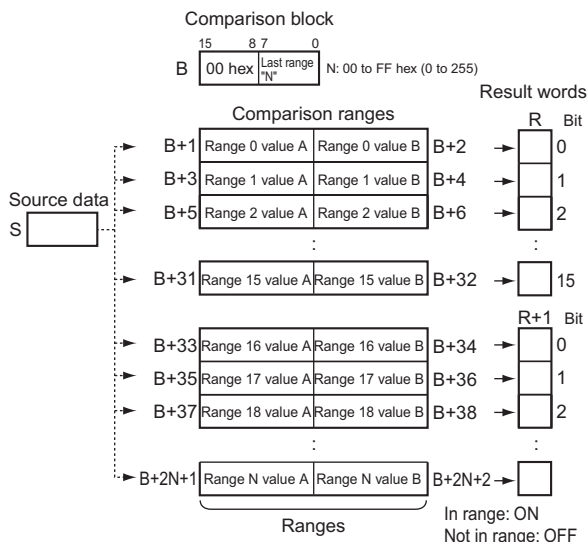 Comparison block
15 8 7 0
B 00 hex Last range "N" N: 00 to FF hex (0 to 255)
Result words
Comparison ranges R Bit
B+1 Range 0 value A Range 0 value B B+2 0
B+3 Range 1 value A Range 1 value B B+4 1
Source data
S B+5 Range 2 value A Range 2 value B B+6 2
: :
B+31 Range 15 value A Range 15 value B B+32 15
R+1 Bit
B+33 Range 16 value A Range 16 value B B+34 0
B+35 Range 17 value A Range 17 value B B+36 1
B+37 Range 18 value A Range 18 value B B+38 2
: :
B+2N+1 Range N value A Range N value B B+2N+2
Ranges
In range: ON
Not in range: OFF